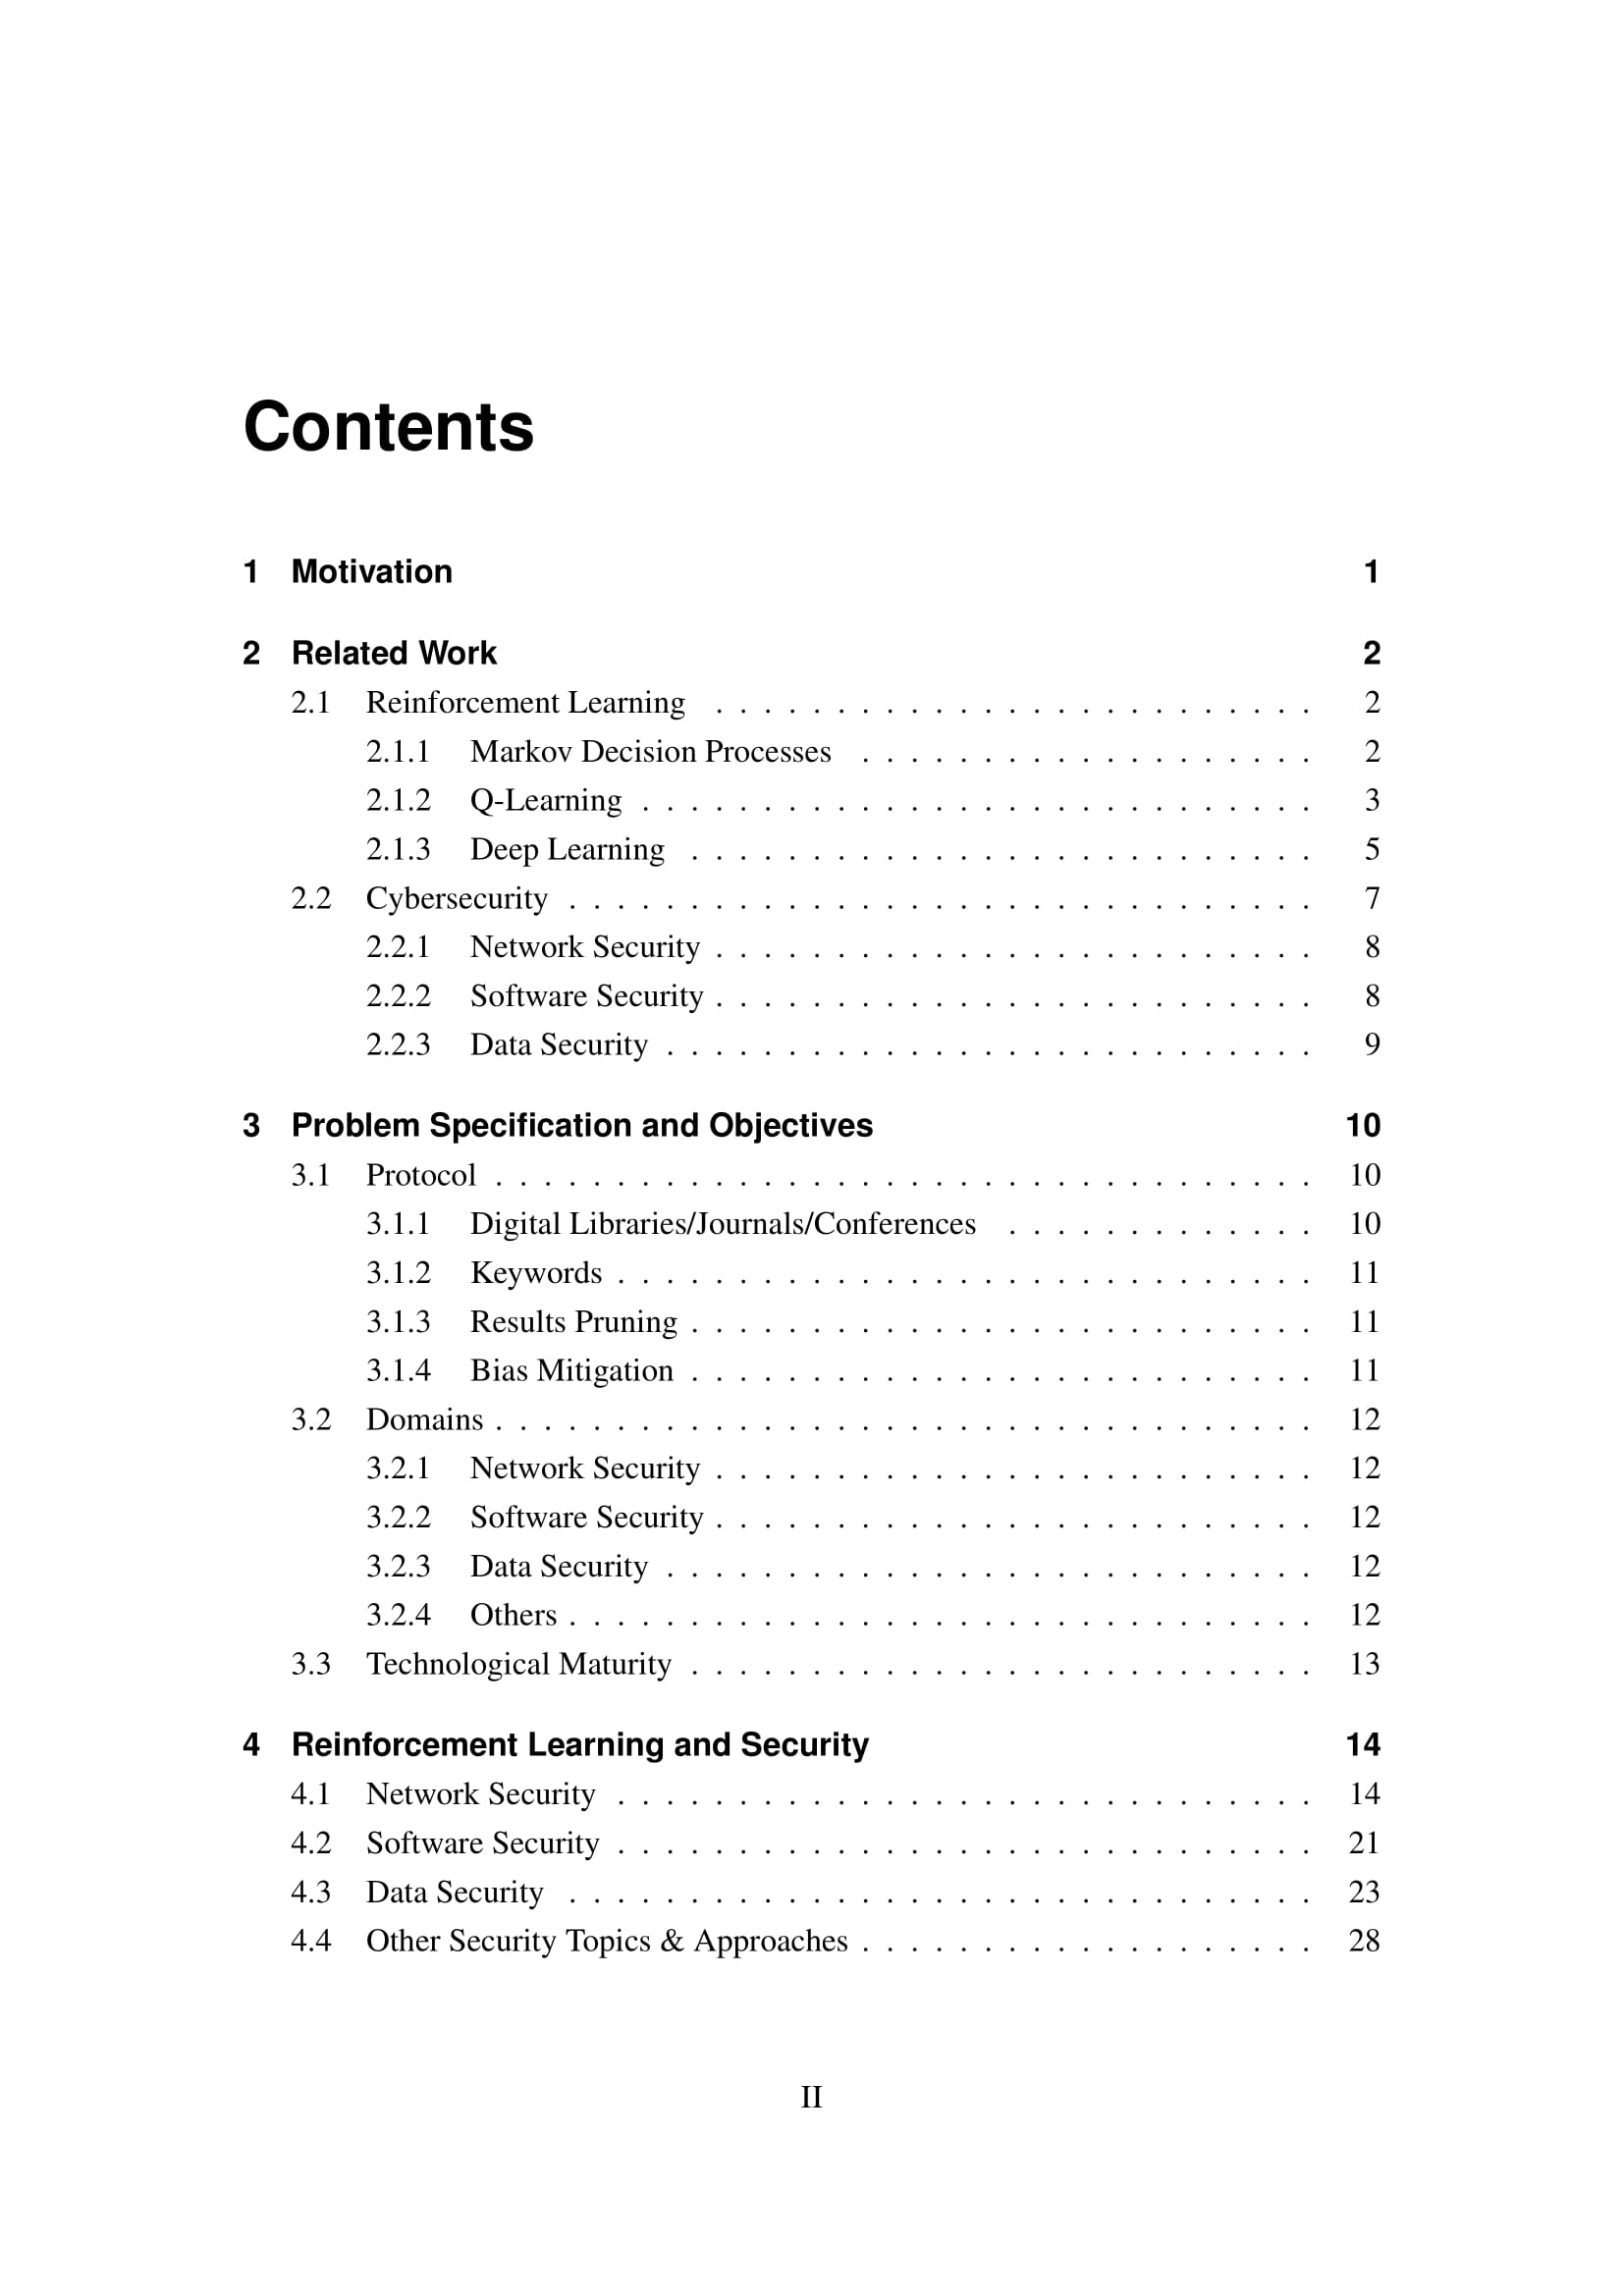 Contents
1 Motivation 1
2 Related Work 2
2.1 Reinforcement Learning . . . . . . . . . . . . . . . . . . . . . . . . . 2
2.1.1 Markov Decision Processes . . . . . . . . . . . . . . . . . . . 2
2.1.2 Q-Learning . . . . . . . . . . . . . . . . . . . . . . . . . . . . 3
2.1.3 Deep Learning . . . . . . . . . . . . . . . . . . . . . . . . . . 5
2.2 Cybersecurity . . . . . . . . . . . . . . . . . . . . . . . . . . . . . . . 7
2.2.1 Network Security . . . . . . . . . . . . . . . . . . . . . . . . . 8
2.2.2 Software Security . . . . . . . . . . . . . . . . . . . . . . . . . 8
2.2.3 Data Security . . . . . . . . . . . . . . . . . . . . . . . . . . . 9
3 Problem Specification and Objectives 10
3.1 Protocol . . . . . . . . . . . . . . . . . . . . . . . . . . . . . . . . . . 10
3.1.1 Digital Libraries/Journals/Conferences . . . . . . . . . . . . . 10
3.1.2 Keywords . . . . . . . . . . . . . . . . . . . . . . . . . . . . . 11
3.1.3 Results Pruning . . . . . . . . . . . . . . . . . . . . . . . . . . 11
3.1.4 Bias Mitigation . . . . . . . . . . . . . . . . . . . . . . . . . . 11
3.2 Domains . . . . . . . . . . . . . . . . . . . . . . . . . . . . . . . . . . 12
3.2.1 Network Security . . . . . . . . . . . . . . . . . . . . . . . . . 12
3.2.2 Software Security . . . . . . . . . . . . . . . . . . . . . . . . . 12
3.2.3 Data Security . . . . . . . . . . . . . . . . . . . . . . . . . . . 12
3.2.4 Others . . . . . . . . . . . . . . . . . . . . . . . . . . . . . . . 12
3.3 Technological Maturity . . . . . . . . . . . . . . . . . . . . . . . . . . 13
4 Reinforcement Learning and Security 14
4.1 Network Security . . . . . . . . . . . . . . . . . . . . . . . . . . . . . 14
4.2 Software Security . . . . . . . . . . . . . . . . . . . . . . . . . . . . . 21
4.3 Data Security . . . . . . . . . . . . . . . . . . . . . . . . . . . . . . . 23
4.4 Other Security Topics & Approaches . . . . . . . . . . . . . . . . . . . 28
II